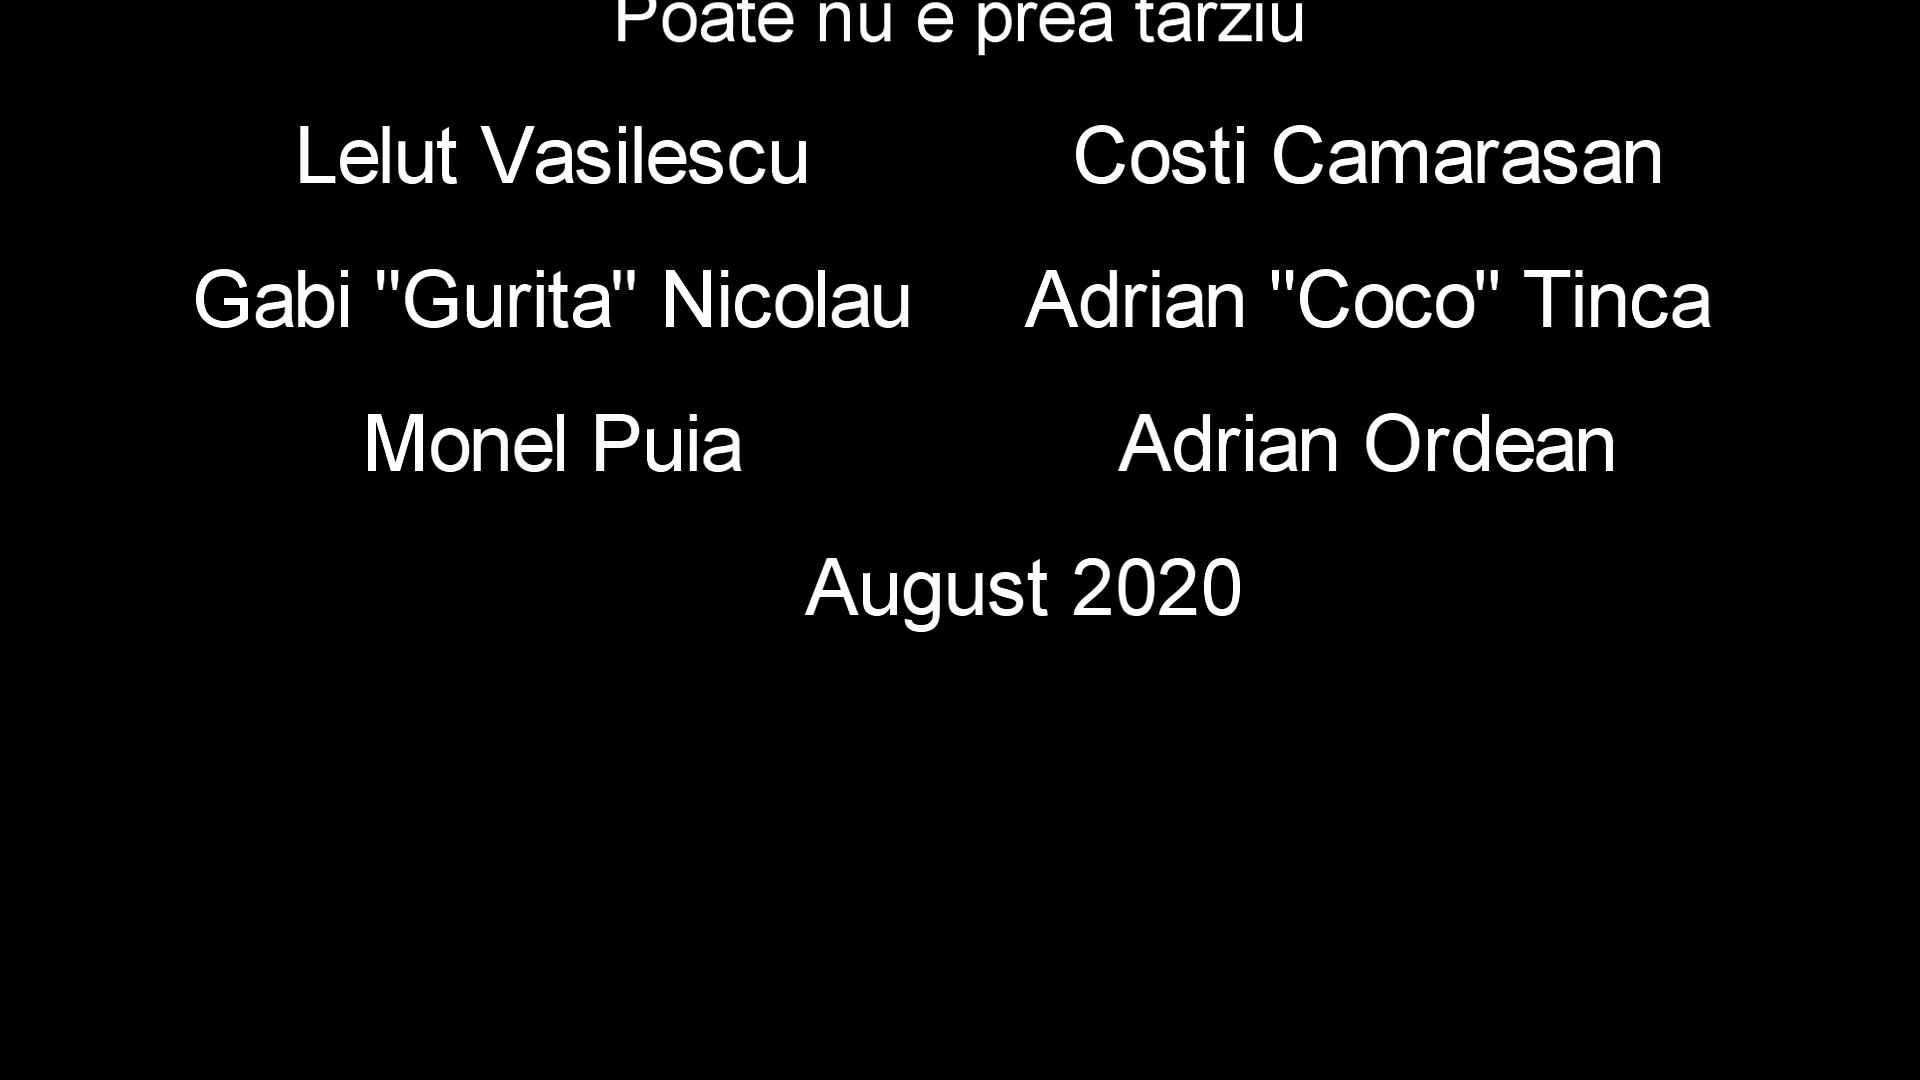 Poate nu e prea tarziu
Lelut Vasilescu Costi Camarasan
Gabi "Gurita" Nicolau Adrian "Coco" Tinca
Monel Puia Adrian Ordean
August 2020